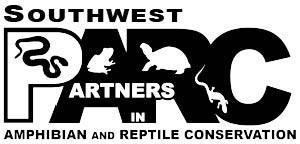 SOUTHWEST
PARC
PARTNERS
IN
AMPHIBIAN AND REPTILE CONSERVATION